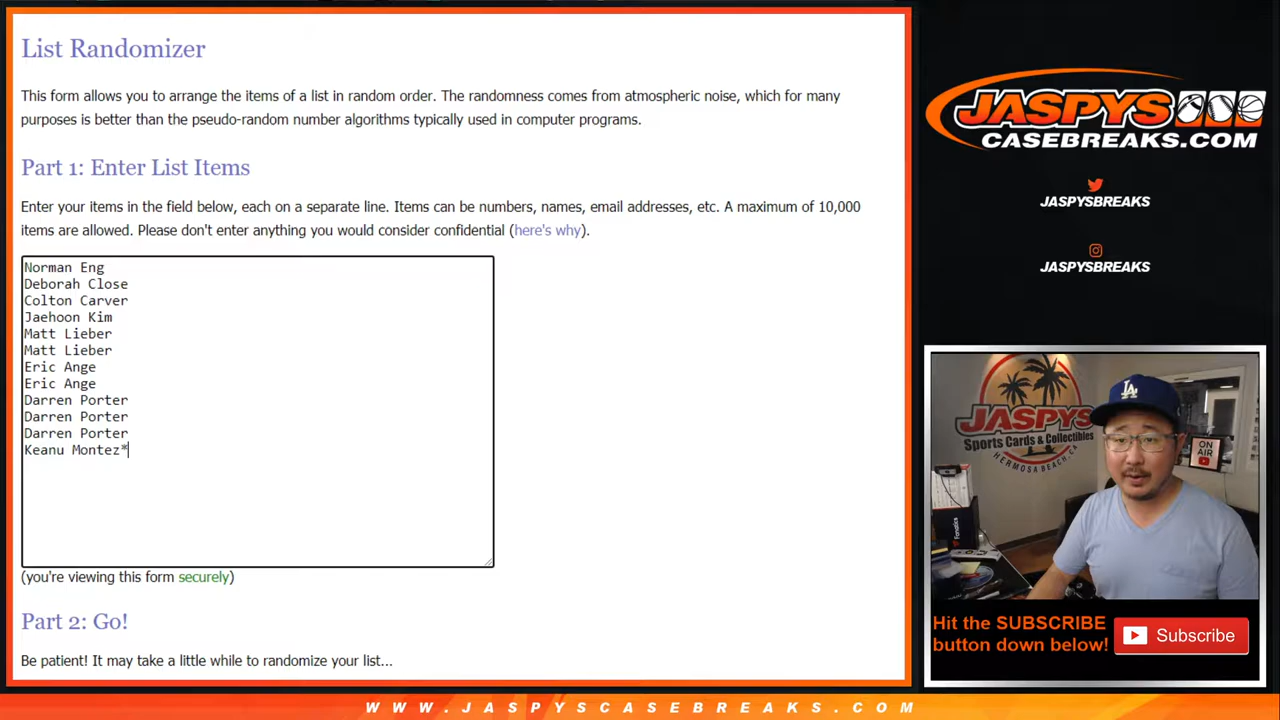 List Randomizer
This form allows you to arrange the items of a list in random order. The randomness comes from atmospheric noise, which for many
purposes is better than the pseudo-random number algorithms typically used in computer programs.
Part 1: Enter List Items
Enter your items in the field below, each on a separate line. Items can be numbers, names, email addresses, etc. A maximum of 10,000
items are allowed. Please don't enter anything you would consider confidential (here's why).
Norman Eng
Deborah Close
Colton Carver
Jaehoon Kim
Matt Lieber
Matt Lieber
Eric Ange
Eric Ange
Darren Porter
Darren Porter
Darren Porter
Keanu Montez*
(you're viewing this form securely)
Part 2: Go!
Be patient! It may take a little while to randomize your list...
JASPYS
CASEBREAKS.COM
JASPYSBREAKS
JASPYSBREAKS
JASPYS
Sports Cards & Collectibles
HERMOSA BEACH, CA
ON AIR
LA
Fanatics
Hit the SUBSCRIBE
button down below!
Subscribe
WWW.JASPYSCASEBREAKS.COM